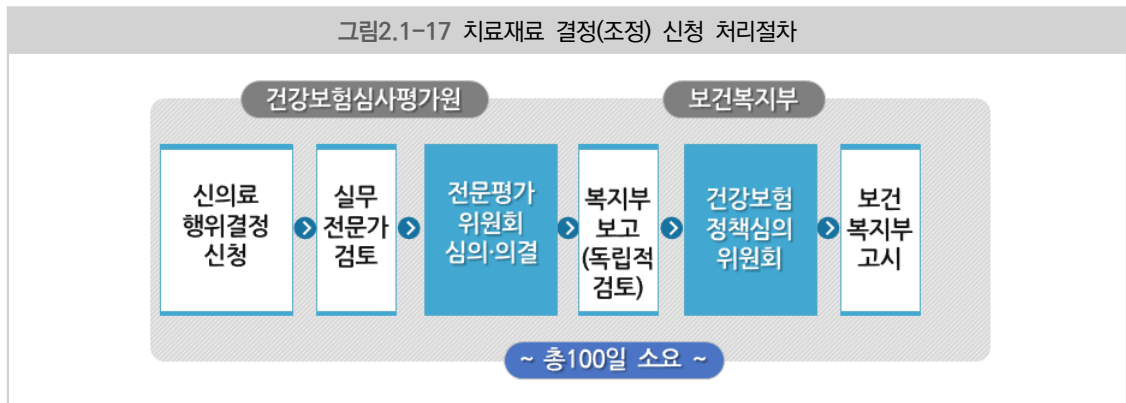 그림2.1-17 치료재료 결정(조정) 신청 처리절차
건강보험심사평가원
보건복지부
신의료
행위결정
신청
실무
전문가
검토
전문평가
위원회
심의·의결
복지부
보고
(독립적
검토)
건강보험
정책심의
위원회
보건
복지부
고시
~ 총100일 소요 ~